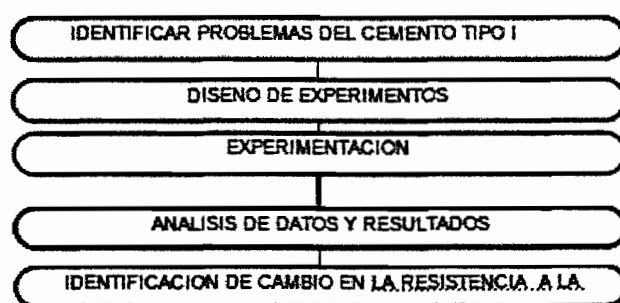 IDENTIFICAR PROBLEMAS DEL CEMENTO TIPO I
DISENO DE EXPERIMENTOS
EXPERIMENTACION
ANALISIS DE DATOS Y RESULTADOS
IDENTIFICACION DE CAMBIO EN LA RESISTENCIA A LA